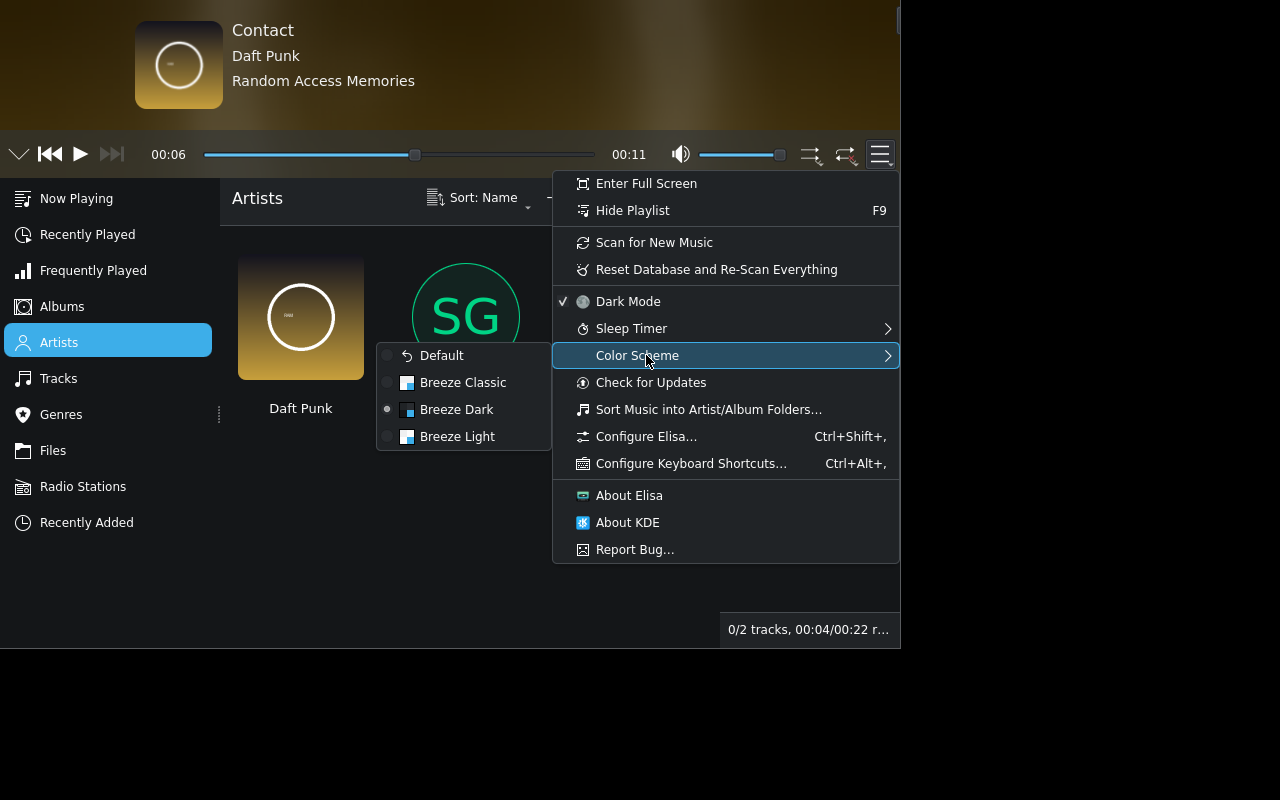 Contact
Daft Punk
Random Access Memories
00:06
00:11
Now Playing
Recently Played
Frequently Played
Albums
Artists
Tracks
Genres
Files
Radio Stations
Recently Added
Artists
Sort: Name
SG
Daft Punk
Default
Breeze Classic
Breeze Dark
Breeze Light
Enter Full Screen
Hide Playlist F9
Scan for New Music
Reset Database and Re-Scan Everything
Dark Mode
Sleep Timer
Color Scheme
Check for Updates
Sort Music into Artist/Album Folders...
Configure Elisa... Ctrl+Shift+,
Configure Keyboard Shortcuts... Ctrl+Alt+,
About Elisa
About KDE
Report Bug...
0/2 tracks, 00:04/00:22 r...